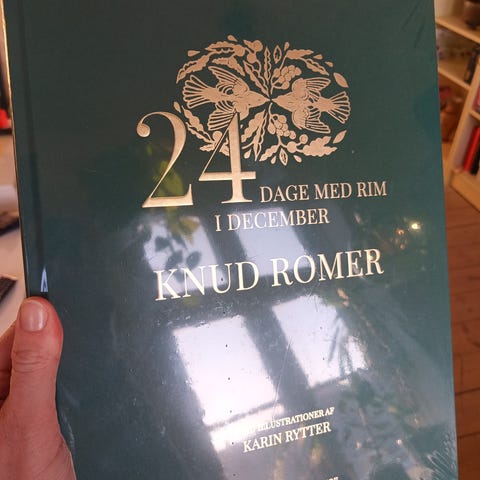 24 DAGE MED RIM
I DECEMBER
KNUD ROMER
ILLUSTRATIONER AF
KARIN RYTTER